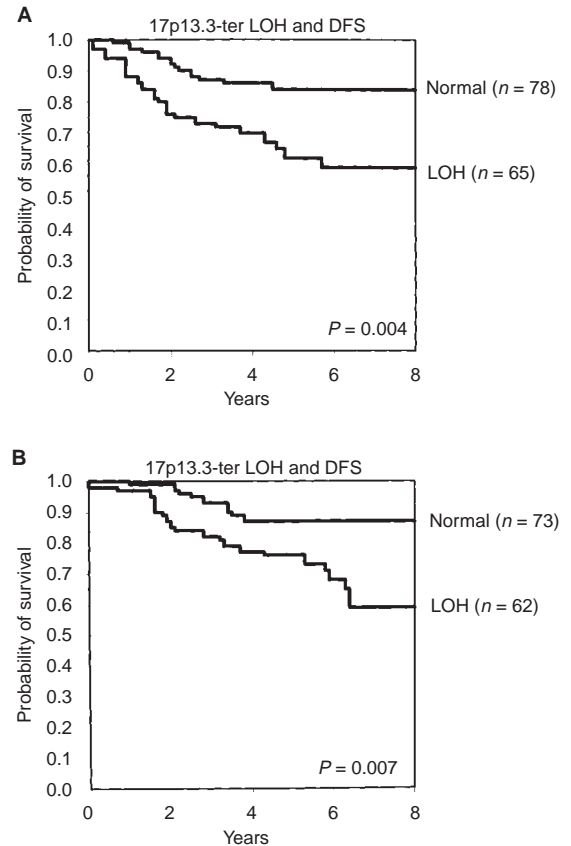 A
17p13.3-ter LOH and DFS
1.0
0.9
0.8
0.7
0.6
0.5
0.4
0.3
0.2
0.1
0.0
Probability of survival
Normal (n = 78)
LOH (n = 65)
P = 0.004
0 2 4 6 8
Years
B
17p13.3-ter LOH and DFS
1.0
0.9
0.8
0.7
0.6
0.5
0.4
0.3
0.2
0.1
0.0
Probability of survival
Normal (n = 73)
LOH (n = 62)
P = 0.007
0 2 4 6 8
Years